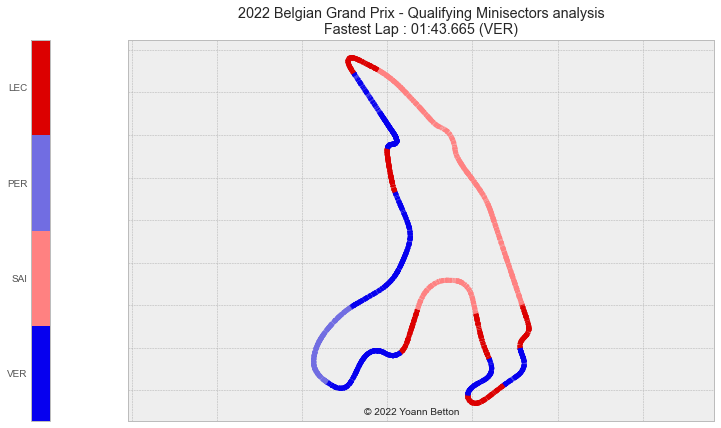 2022 Belgian Grand Prix - Qualifying Minisectors analysis
Fastest Lap : 01:43.665 (VER)
LEC
PER
SAI
VER
© 2022 Yoann Betton